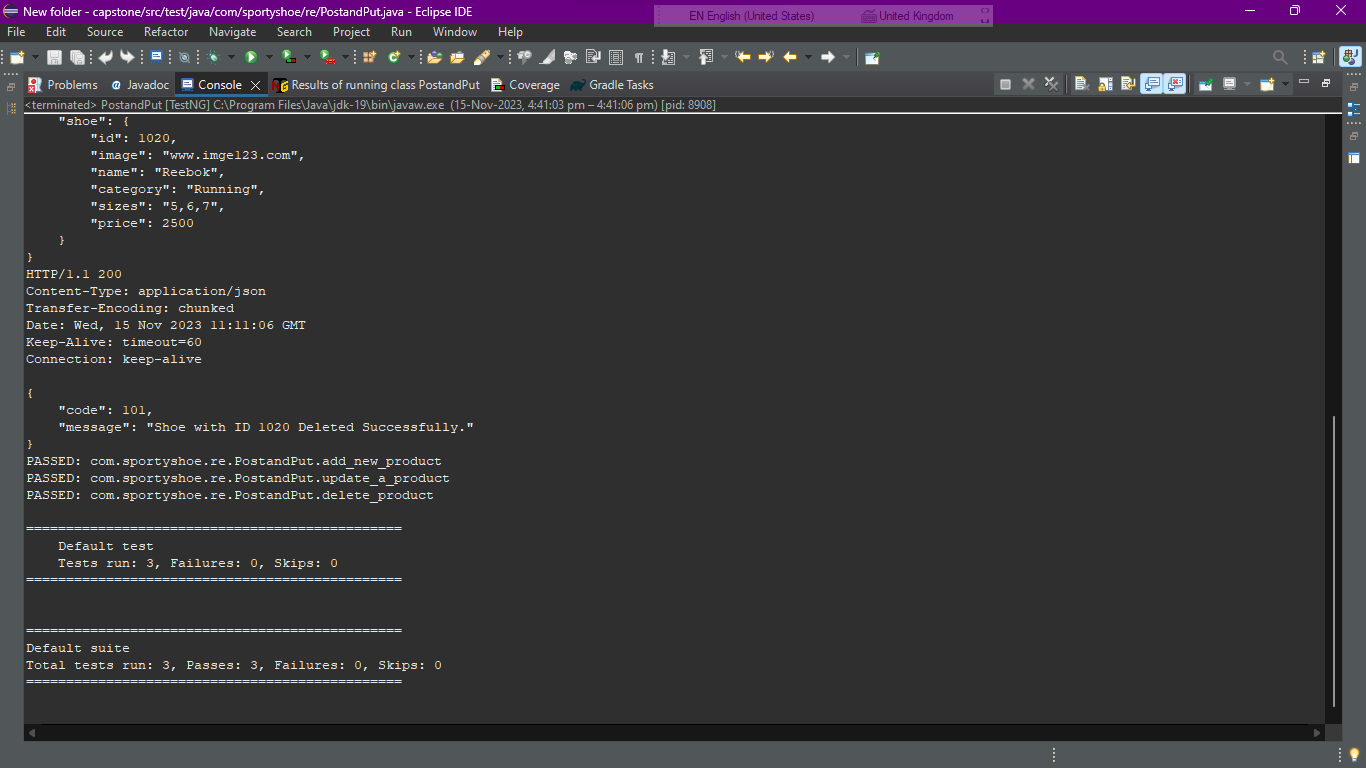 New folder - capstone/src/test/java/com/sportyshoe/re/PostandPut.java - Eclipse IDE
EN English (United States) United Kingdom
File Edit Source Refactor Navigate Search Project Run Window Help
Problems Javadoc Console Results of running class PostandPut Coverage Gradle Tasks
<terminated> PostandPut [TestNG] C:\Program Files\Java\jdk-19\bin\javaw.exe (15-Nov-2023, 4:41:03 pm – 4:41:06 pm) [pid: 8908]
"shoe": {
"id": 1020,
"image": "www.imge123.com",
"name": "Reebok",
"category": "Running",
"sizes": "5,6,7",
"price": 2500
}
}
HTTP/1.1 200
Content-Type: application/json
Transfer-Encoding: chunked
Date: Wed, 15 Nov 2023 11:11:06 GMT
Keep-Alive: timeout=60
Connection: keep-alive
{
"code": 101,
"message": "Shoe with ID 1020 Deleted Successfully."
}
PASSED: com.sportyshoe.re.PostandPut.add_new_product
PASSED: com.sportyshoe.re.PostandPut.update_a_product
PASSED: com.sportyshoe.re.PostandPut.delete_product
===============================================
Default test
Tests run: 3, Failures: 0, Skips: 0
===============================================
===============================================
Default suite
Total tests run: 3, Passes: 3, Failures: 0, Skips: 0
===============================================